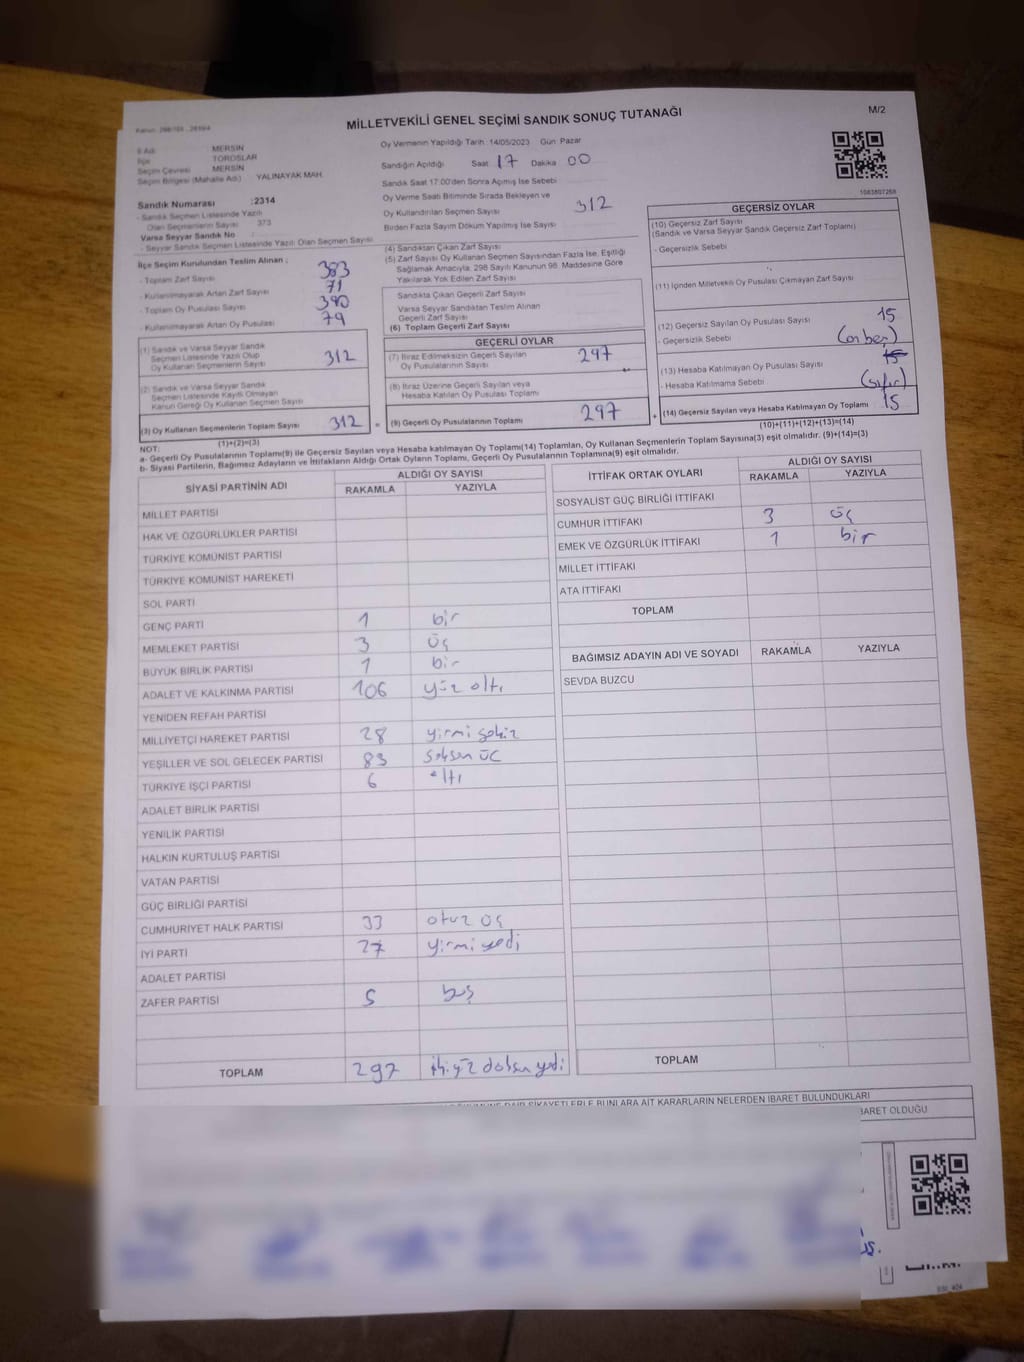 MİLLETVEKİLİ GENEL SEÇİMİ SANDIK SONUÇ TUTANAĞI
M/2
İl Adı MERSİN
İlçe TOROSLAR
Seçim Çevresi MERSİN
Seçim Bölgesi (Mahalle Adı) YALINAYAK MAH.
Sandık Numarası :2314
- Sandık Seçmen Listesinde Yazılı
Olan Seçmenlerin Sayısı 373
Varsa Seyyar Sandık No
- Seyyar Sandık Seçmen Listesinde Yazılı Olan Seçmen Sayısı
Oy Vermenin Yapıldığı Tarih : 14/05/2023 Gün Pazar
Sandığın Açıldığı Saat 17 Dakika 00
Sandık Saat 17:00'den Sonra Açılmış İse Sebebi
Oy Verme Saati Bitiminde Sırada Bekleyen ve
Oy Kullandırılan Seçmen Sayısı 312
Birden Fazla Sayım Döküm Yapılmış İse Sayısı
1083807268
İlçe Seçim Kurulundan Teslim Alınan ;
- Toplam Zarf Sayısı 383
- Kullanılmayarak Artan Zarf Sayısı 71
- Toplam Oy Pusulası Sayısı 390
- Kullanılmayarak Artan Oy Pusulası 79
(1) Sandık ve Varsa Seyyar Sandık
Seçmen Listesinde Yazılı Olup
Oy Kullanan Seçmenlerin Sayısı 312
(2) Sandık ve Varsa Seyyar Sandık
Seçmen Listesinde Kayıtlı Olmayan
Kanun Gereği Oy Kullanan Seçmen Sayısı
(3) Oy Kullanan Seçmenlerin Toplam Sayısı 312 =
(1)+(2)=(3)
(4) Sandıktan Çıkan Zarf Sayısı
(5) Zarf Sayısı Oy Kullanan Seçmen Sayısından Fazla İse, Eşitliği
Sağlamak Amacıyla, 298 Sayılı Kanunun 98. Maddesine Göre
Yakılarak Yok Edilen Zarf Sayısı
Sandıkta Çıkan Geçerli Zarf Sayısı
Varsa Seyyar Sandıktan Teslim Alınan
Geçerli Zarf Sayısı
(6) Toplam Geçerli Zarf Sayısı
GEÇERLİ OYLAR
(7) İtiraz Edilmeksizin Geçerli Sayılan
Oy Pusulalarının Sayısı 297
(8) İtiraz Üzerine Geçerli Sayılan veya
Hesaba Katılan Oy Pusulası Toplamı
(9) Geçerli Oy Pusulalarının Toplamı 297 +
GEÇERSİZ OYLAR
(10) Geçersiz Zarf Sayısı
(Sandık ve Varsa Seyyar Sandık Geçersiz Zarf Toplamı)
- Geçersizlik Sebebi
(11) İçinden Milletvekili Oy Pusulası Çıkmayan Zarf Sayısı
(12) Geçersiz Sayılan Oy Pusulası Sayısı 15
- Geçersizlik Sebebi (on beş)
(13) Hesaba Katılmayan Oy Pusulası Sayısı 15
- Hesaba Katılmama Sebebi (sıfır)
(14) Geçersiz Sayılan veya Hesaba Katılmayan Oy Toplamı 15
(10)+(11)+(12)+(13)=(14)
NOT:
a- Geçerli Oy Pusulalarının Toplamı(9) ile Geçersiz Sayılan veya Hesaba katılmayan Oy Toplamı(14) Toplamları, Oy Kullanan Seçmenlerin Toplam Sayısına(3) eşit olmalıdır. (9)+(14)=(3)
b- Siyasi Partilerin, Bağımsız Adayların ve İttifakların Aldığı Ortak Oyların Toplamı, Geçerli Oy Pusulalarının Toplamına(9) eşit olmalıdır.
SİYASİ PARTİNİN ADI ALDIĞI OY SAYISI
RAKAMLA YAZIYLA
MİLLET PARTİSİ
HAK VE ÖZGÜRLÜKLER PARTİSİ
TÜRKİYE KOMÜNİST PARTİSİ
TÜRKİYE KOMÜNİST HAREKETİ
SOL PARTİ
GENÇ PARTİ 1 bir
MEMLEKET PARTİSİ 3 üç
BÜYÜK BİRLİK PARTİSİ 1 bir
ADALET VE KALKINMA PARTİSİ 106 yüz altı
YENİDEN REFAH PARTİSİ
MİLLİYETÇİ HAREKET PARTİSİ 28 yirmi sekiz
YEŞİLLER VE SOL GELECEK PARTİSİ 83 seksen üç
TÜRKİYE İŞÇİ PARTİSİ 6 altı
ADALET BİRLİK PARTİSİ
YENİLİK PARTİSİ
HALKIN KURTULUŞ PARTİSİ
VATAN PARTİSİ
GÜÇ BİRLİĞİ PARTİSİ
CUMHURİYET HALK PARTİSİ 33 otuz üç
İYİ PARTİ 27 yirmi yedi
ADALET PARTİSİ
ZAFER PARTİSİ 5 beş
TOPLAM 297 ikiyüz doksan yedi
İTTİFAK ORTAK OYLARI ALDIĞI OY SAYISI
RAKAMLA YAZIYLA
SOSYALİST GÜÇ BİRLİĞİ İTTİFAKI
CUMHUR İTTİFAKI 3 üç
EMEK VE ÖZGÜRLÜK İTTİFAKI 1 bir
MİLLET İTTİFAKI
ATA İTTİFAKI
TOPLAM
BAĞIMSIZ ADAYIN ADI VE SOYADI RAKAMLA YAZIYLA
SEVDA BUZCU
TOPLAM
ŞİKAYETLERLE BUNLARA AİT KARARLARIN NELERDEN İBARET BULUNDUKLARI
BARET OLDUĞU